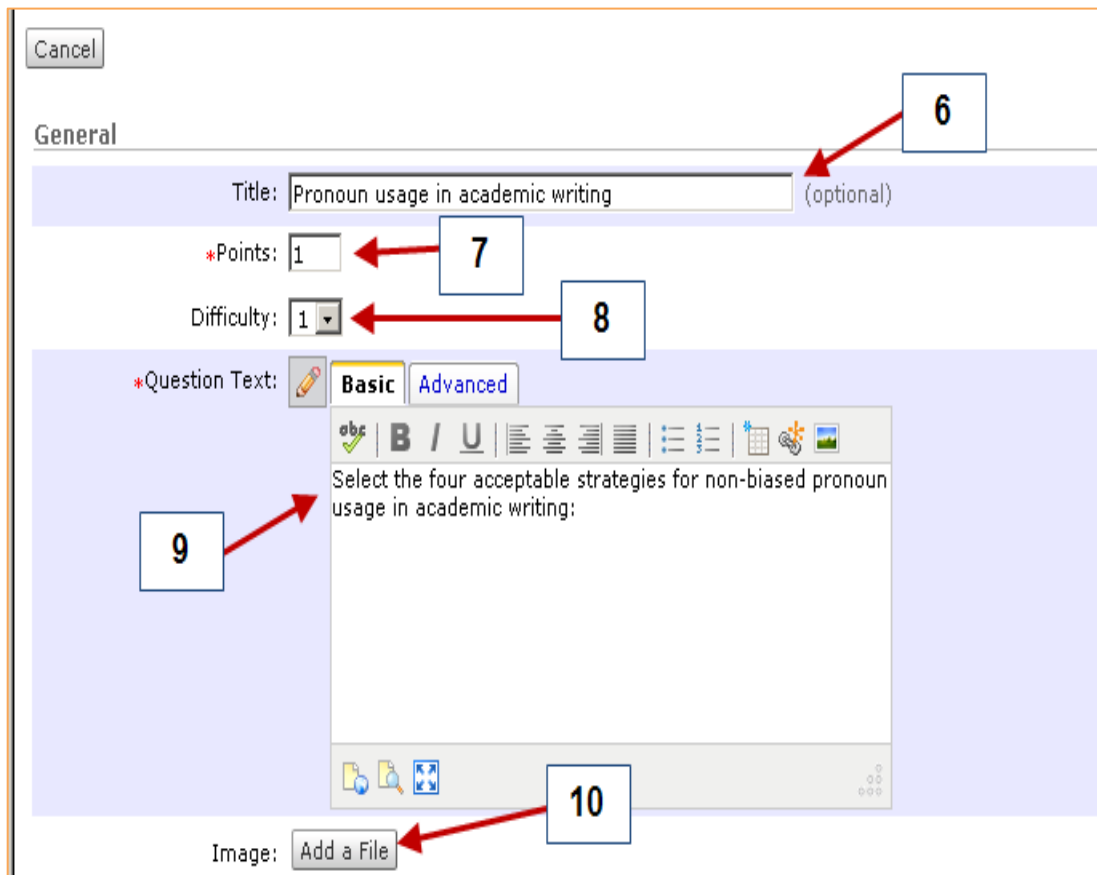 Cancel
6
General
Title: Pronoun usage in academic writing (optional)
*Points: 1
7
Difficulty: 1
8
*Question Text: Basic Advanced
abc B I U
Select the four acceptable strategies for non-biased pronoun
usage in academic writing:
9
10
Image: Add a File